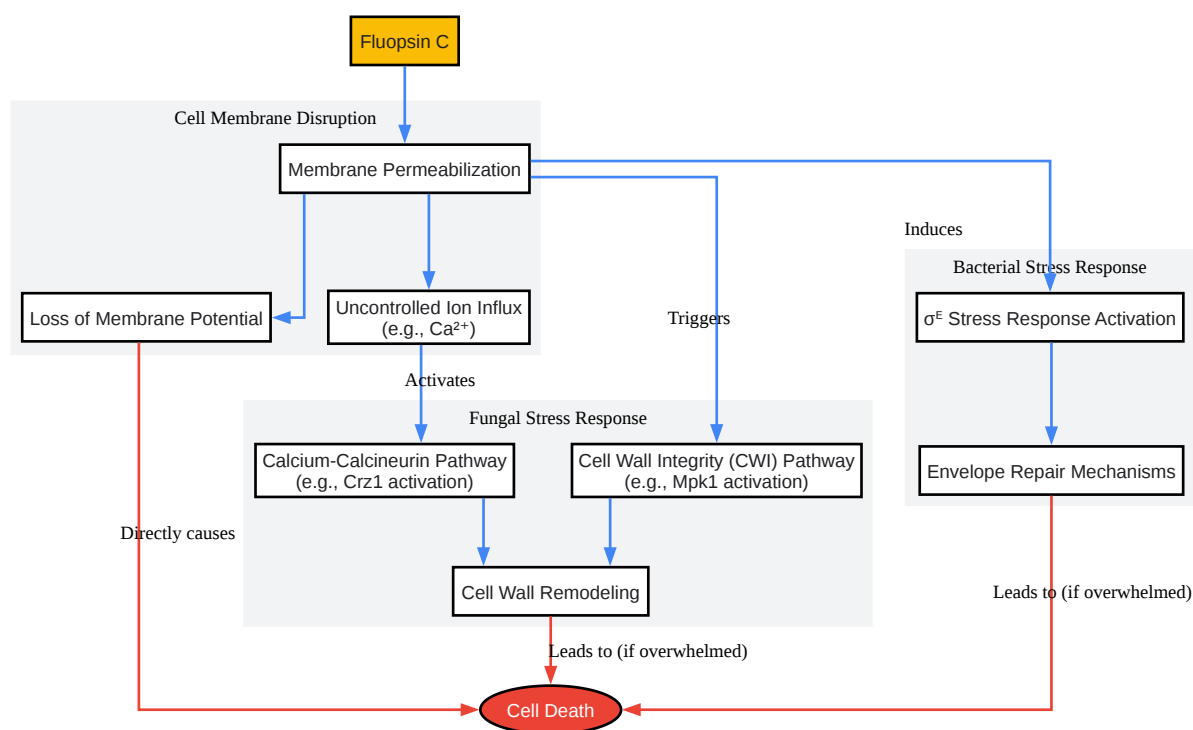 Fluopsin C
Cell Membrane Disruption
Membrane Permeabilization
Induces
Bacterial Stress Response
Loss of Membrane Potential
Uncontrolled Ion Influx
(e.g., Ca²⁺)
Triggers
σᴱ Stress Response Activation
Activates
Fungal Stress Response
Calcium-Calcineurin Pathway
(e.g., Crz1 activation)
Cell Wall Integrity (CWI) Pathway
(e.g., Mpk1 activation)
Envelope Repair Mechanisms
Directly causes
Cell Wall Remodeling
Leads to (if overwhelmed)
Leads to (if overwhelmed)
Cell Death